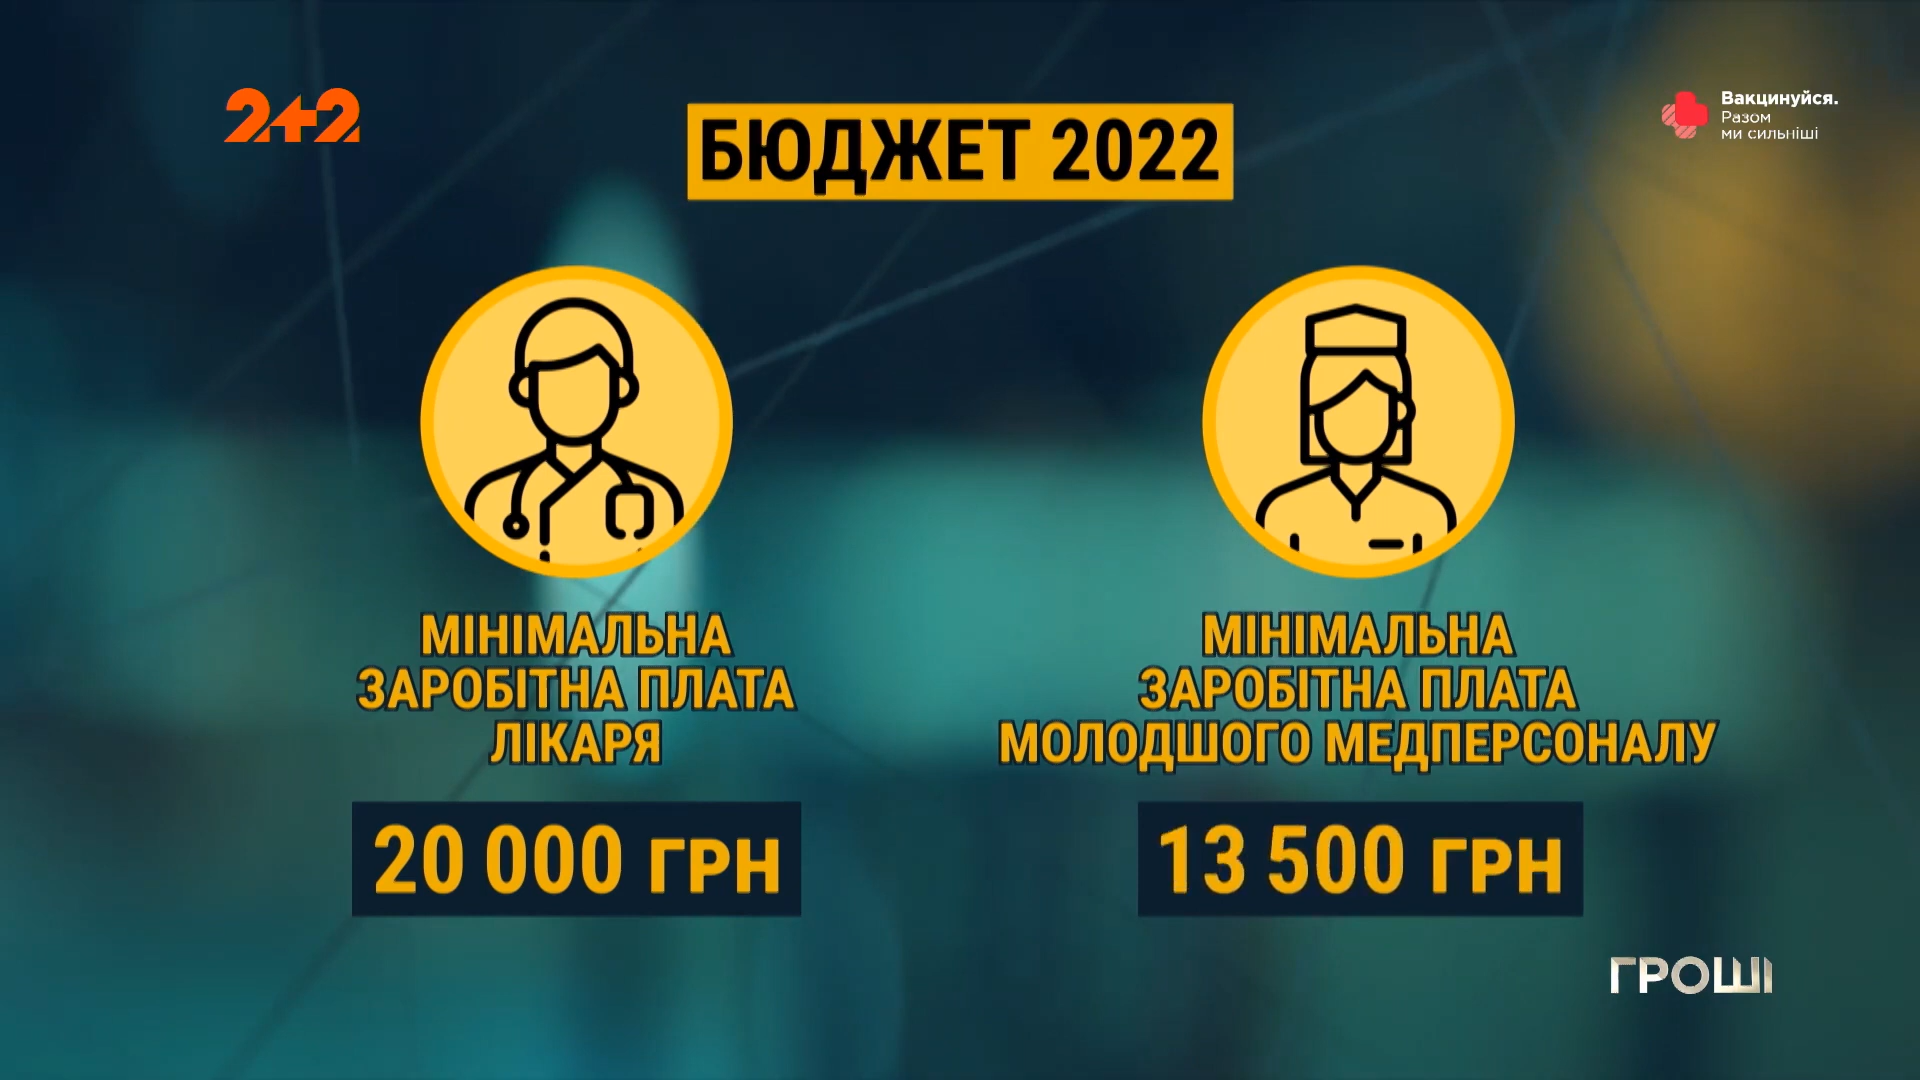 2+2
БЮДЖЕТ 2022
Вакцинуйся.
Разом
ми сильніші
МІНІМАЛЬНА
ЗАРОБІТНА ПЛАТА
ЛІКАРЯ
20 000 ГРН
МІНІМАЛЬНА
ЗАРОБІТНА ПЛАТА
МОЛОДШОГО МЕДПЕРСОНАЛУ
13 500 ГРН
ГРОШІ